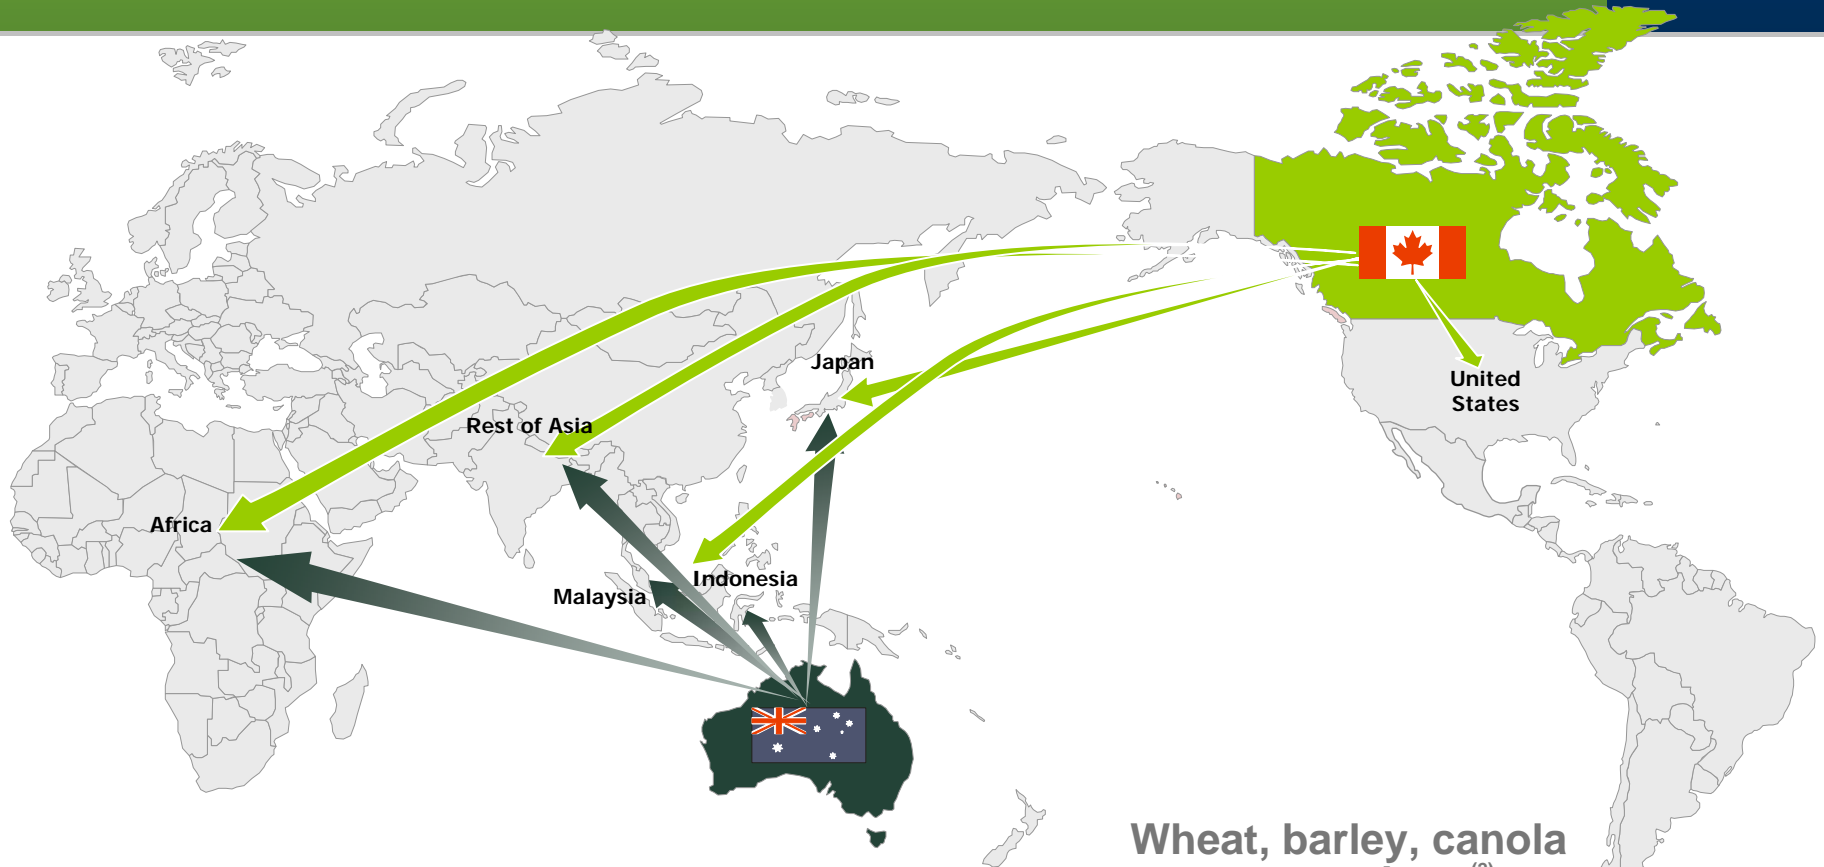 Japan
United
States
Rest of Asia
Africa
Indonesia
Malaysia
Wheat, barley, canola